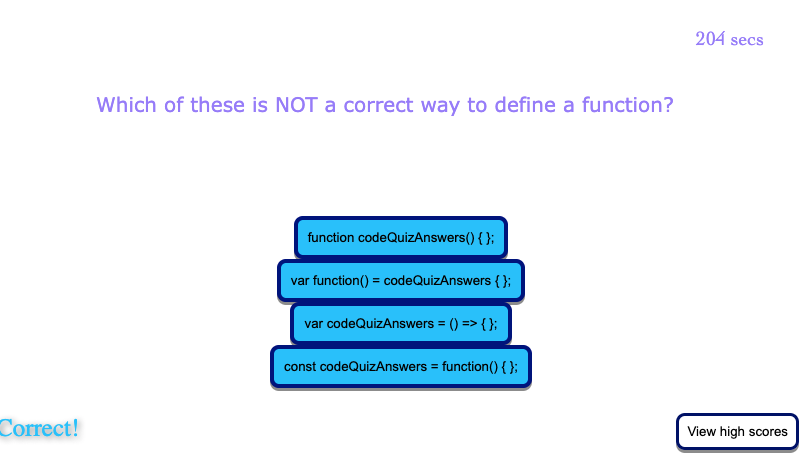 204 secs
Which of these is NOT a correct way to define a function?
function codeQuizAnswers() { };
var function() = codeQuizAnswers { };
var codeQuizAnswers = () => { };
const codeQuizAnswers = function() { };
Correct!
View high scores